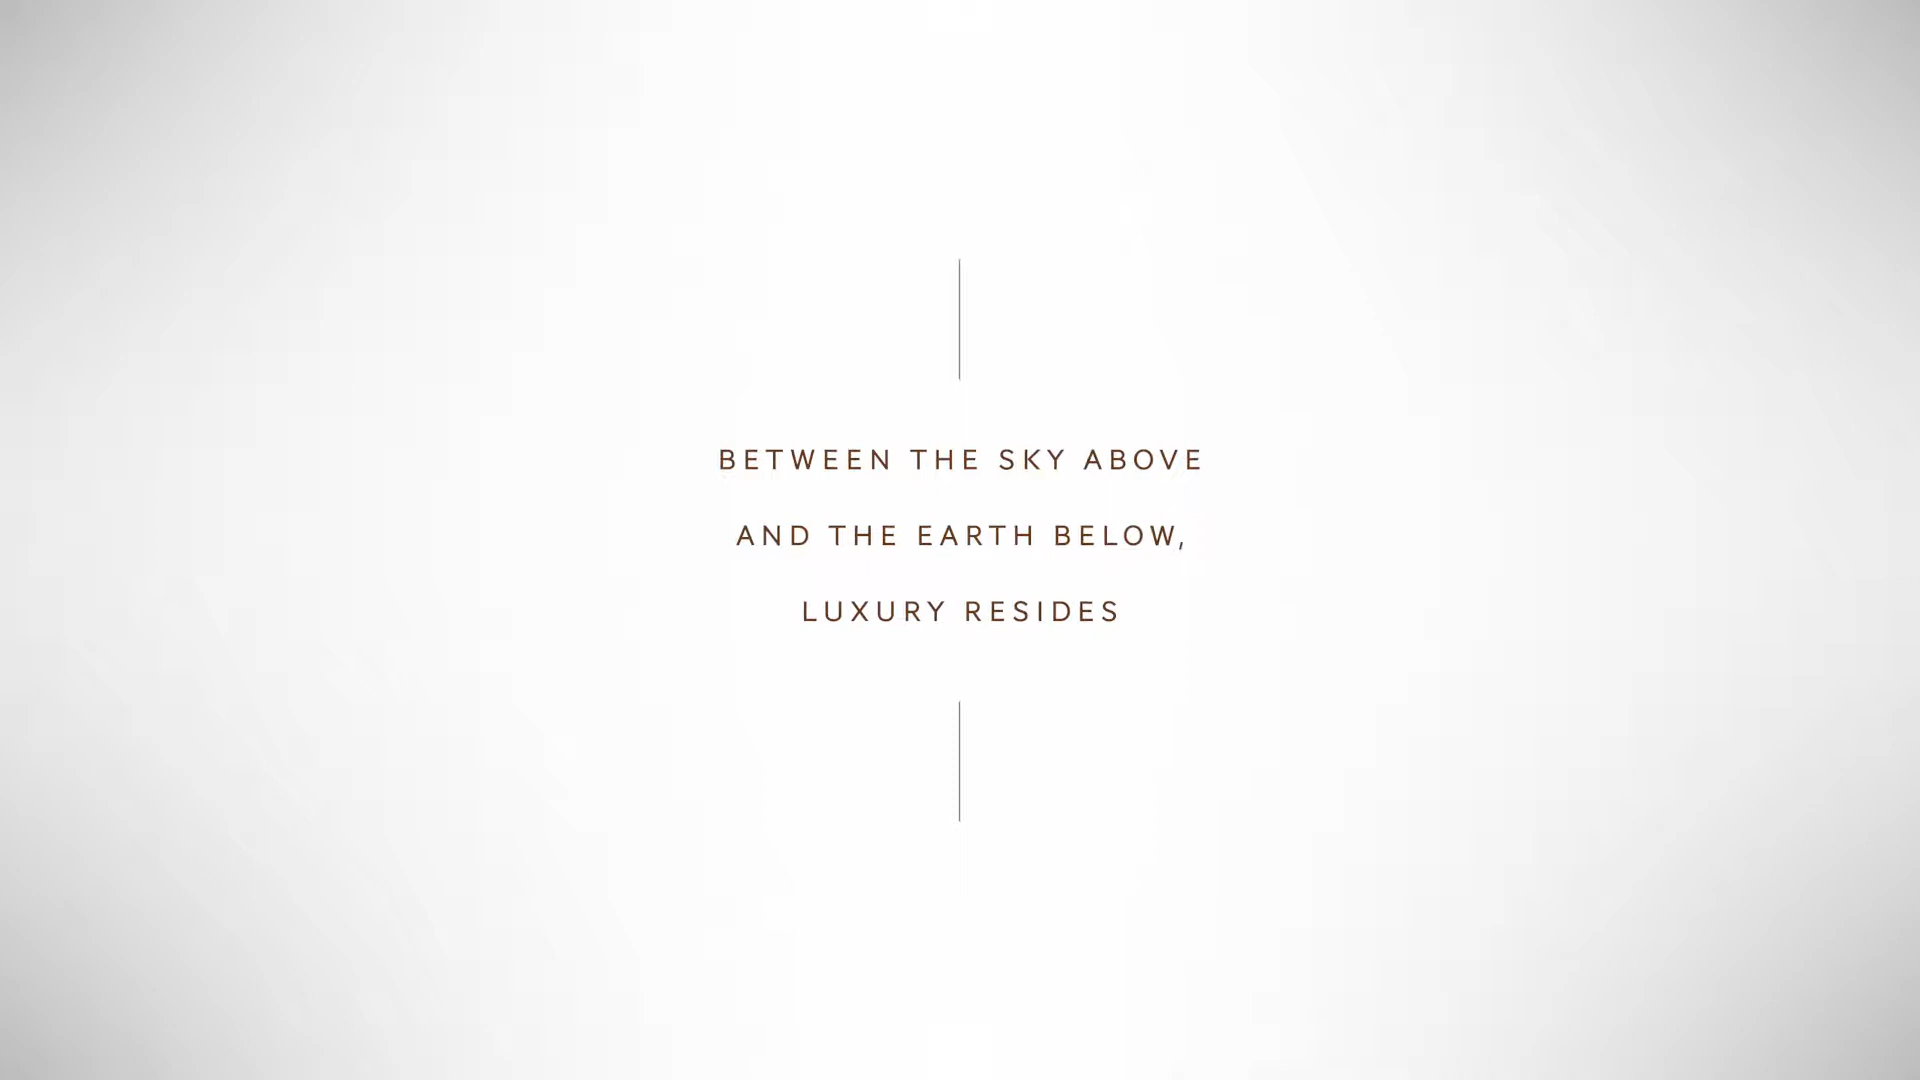 BETWEEN THE SKY ABOVE
AND THE EARTH BELOW,
LUXURY RESIDES